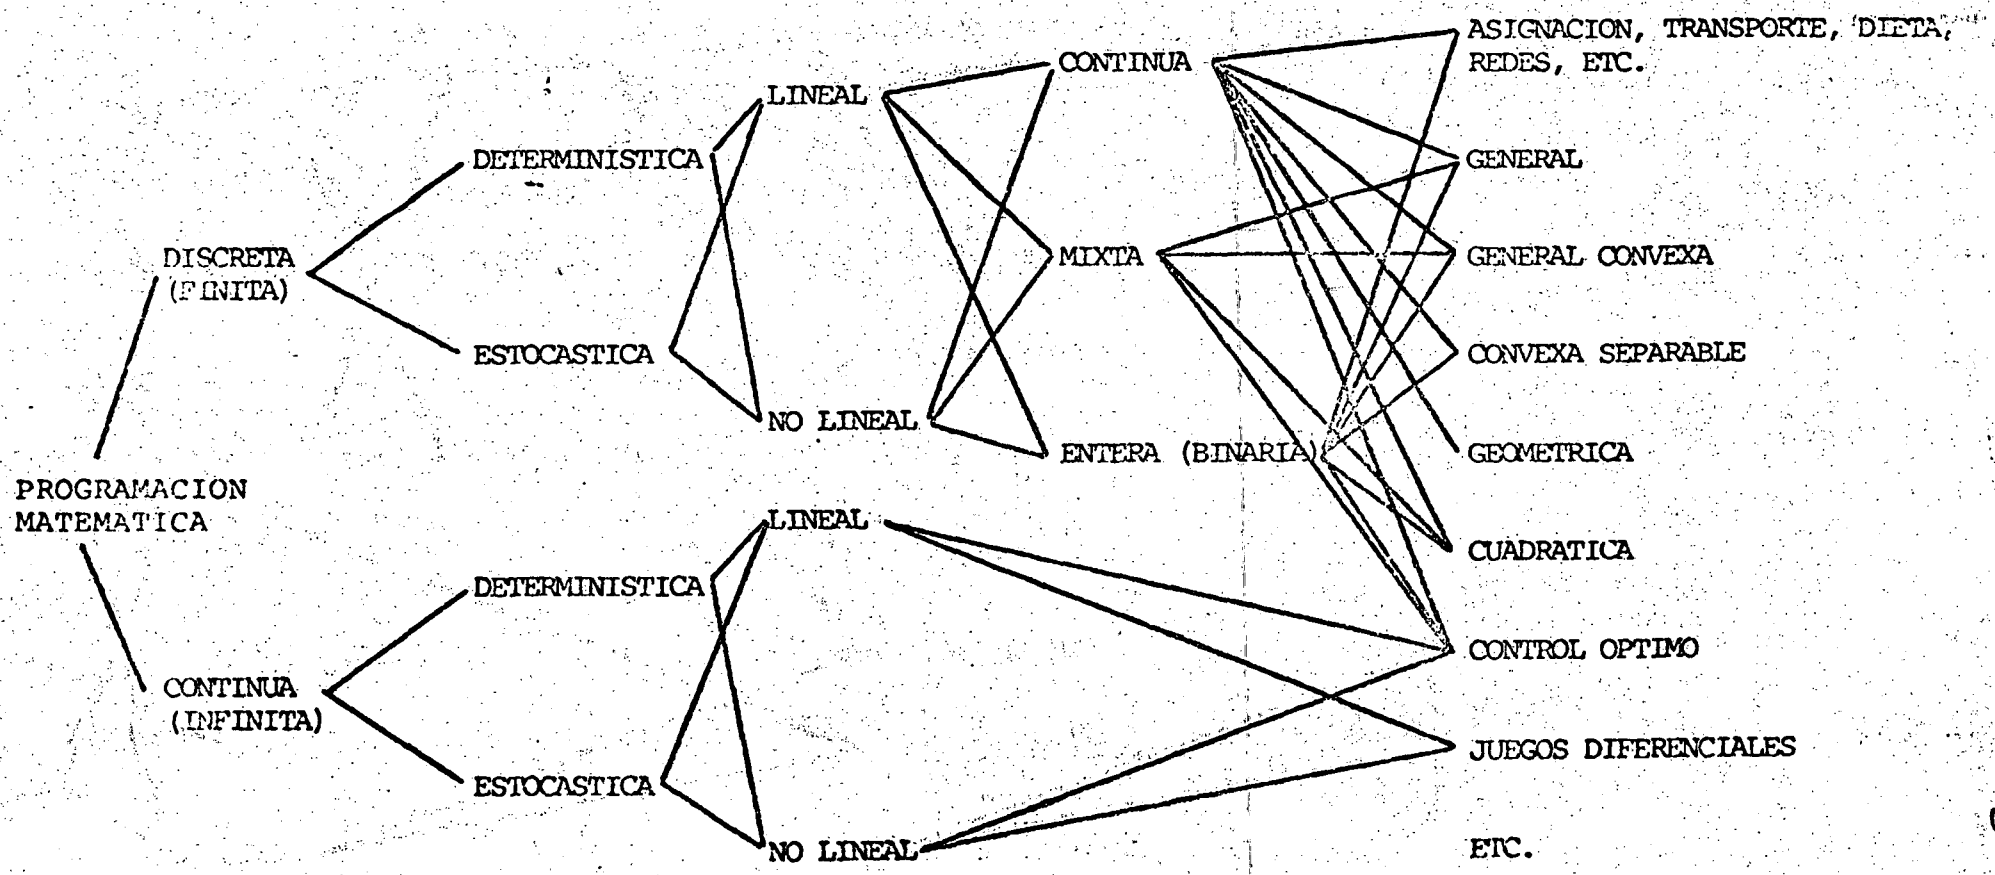 PROGRAMACION
MATEMATICA
DISCRETA
(FINITA)
CONTINUA
(INFINITA)
DETERMINISTICA
ESTOCASTICA
DETERMINISTICA
ESTOCASTICA
LINEAL
NO LINEAL
LINEAL
NO LINEAL
CONTINUA
MIXTA
ENTERA (BINARIA)
ASIGNACION, TRANSPORTE, DIETA,
REDES, ETC.
GENERAL
GENERAL CONVEXA
CONVEXA SEPARABLE
GEOMETRICA
CUADRATICA
CONTROL OPTIMO
JUEGOS DIFERENCIALES
ETC.